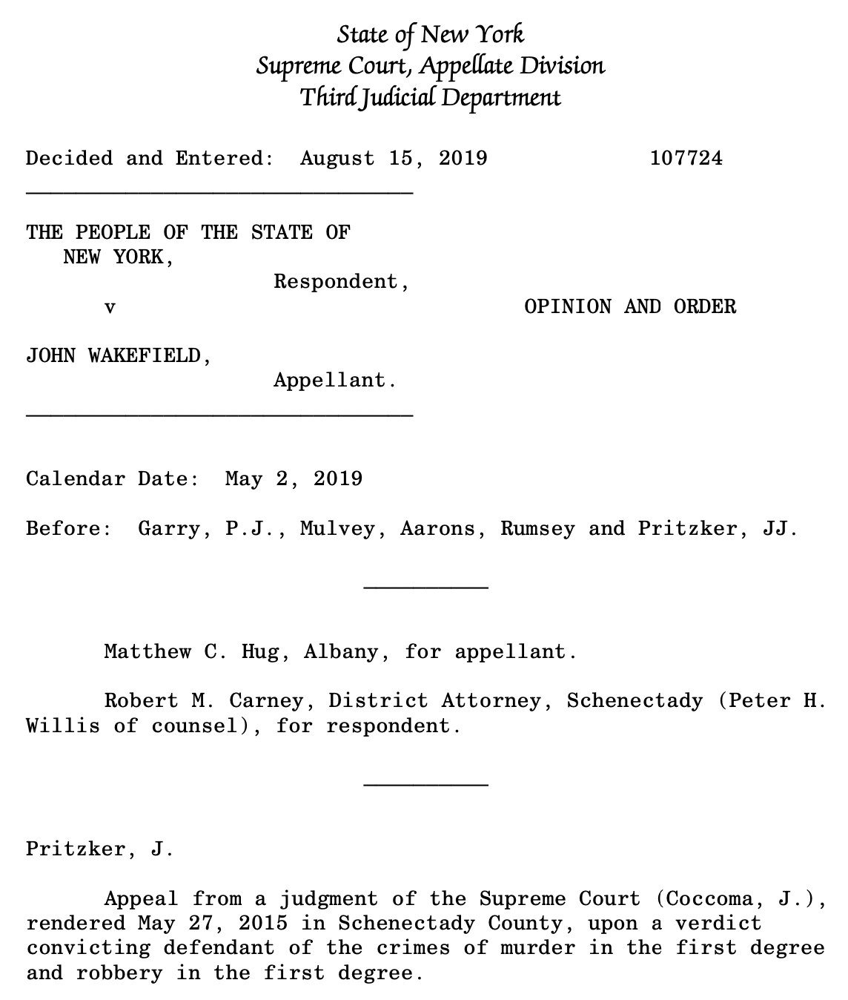 State of New York
Supreme Court, Appellate Division
Third Judicial Department
Decided and Entered: August 15, 2019 107724
THE PEOPLE OF THE STATE OF
NEW YORK,
Respondent,
v OPINION AND ORDER
JOHN WAKEFIELD,
Appellant.
Calendar Date: May 2, 2019
Before: Garry, P.J., Mulvey, Aarons, Rumsey and Pritzker, JJ.
Matthew C. Hug, Albany, for appellant.
Robert M. Carney, District Attorney, Schenectady (Peter H.
Willis of counsel), for respondent.
Pritzker, J.
Appeal from a judgment of the Supreme Court (Coccoma, J.),
rendered May 27, 2015 in Schenectady County, upon a verdict
convicting defendant of the crimes of murder in the first degree
and robbery in the first degree.